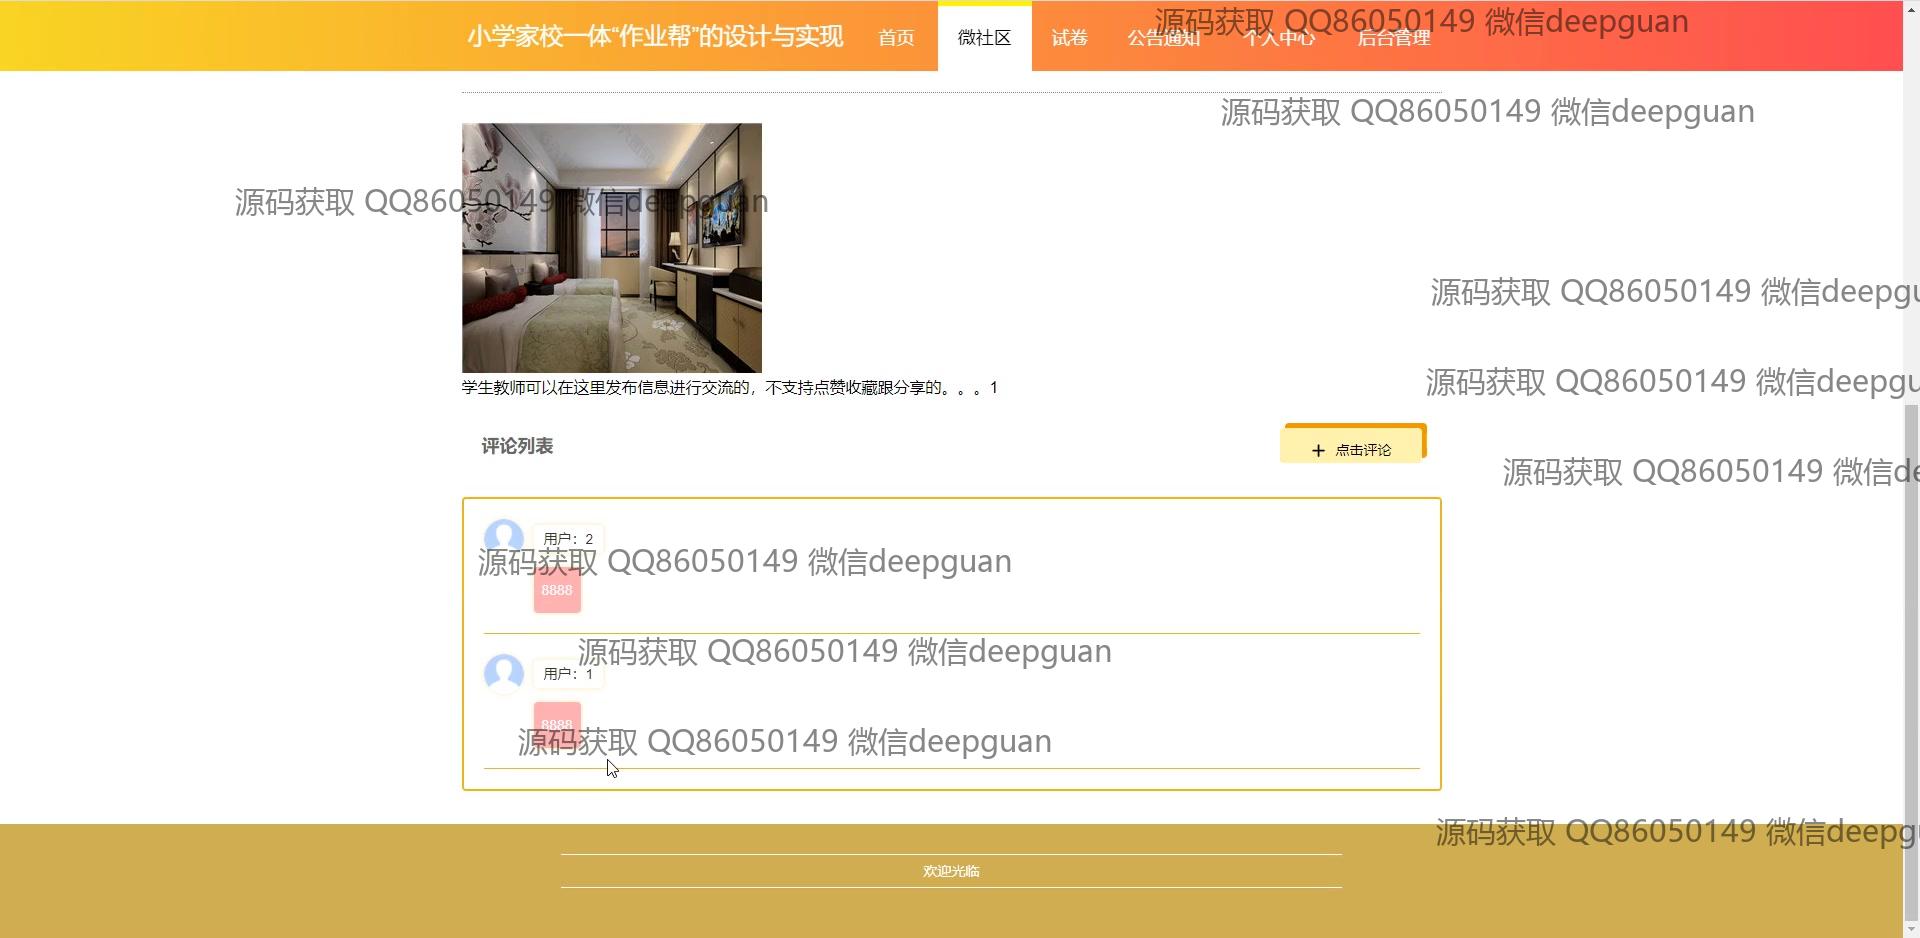 小学家校一体“作业帮”的设计与实现 首页 微社区 试卷 公告通知 个人中心 后台管理
源码获取 QQ86050149 微信deepguan
源码获取 QQ86050149 微信deepguan
源码获取 QQ86050149 微信deepguan
源码获取 QQ86050149 微信deepgu
源码获取 QQ86050149 微信deepgu
学生教师可以在这里发布信息进行交流的，不支持点赞收藏跟分享的。。。1
评论列表
+ 点击评论
源码获取 QQ86050149 微信de
用户：2
源码获取 QQ86050149 微信deepguan
8888
源码获取 QQ86050149 微信deepguan
用户：1
8888
源码获取 QQ86050149 微信deepguan
源码获取 QQ86050149 微信deepg
欢迎光临